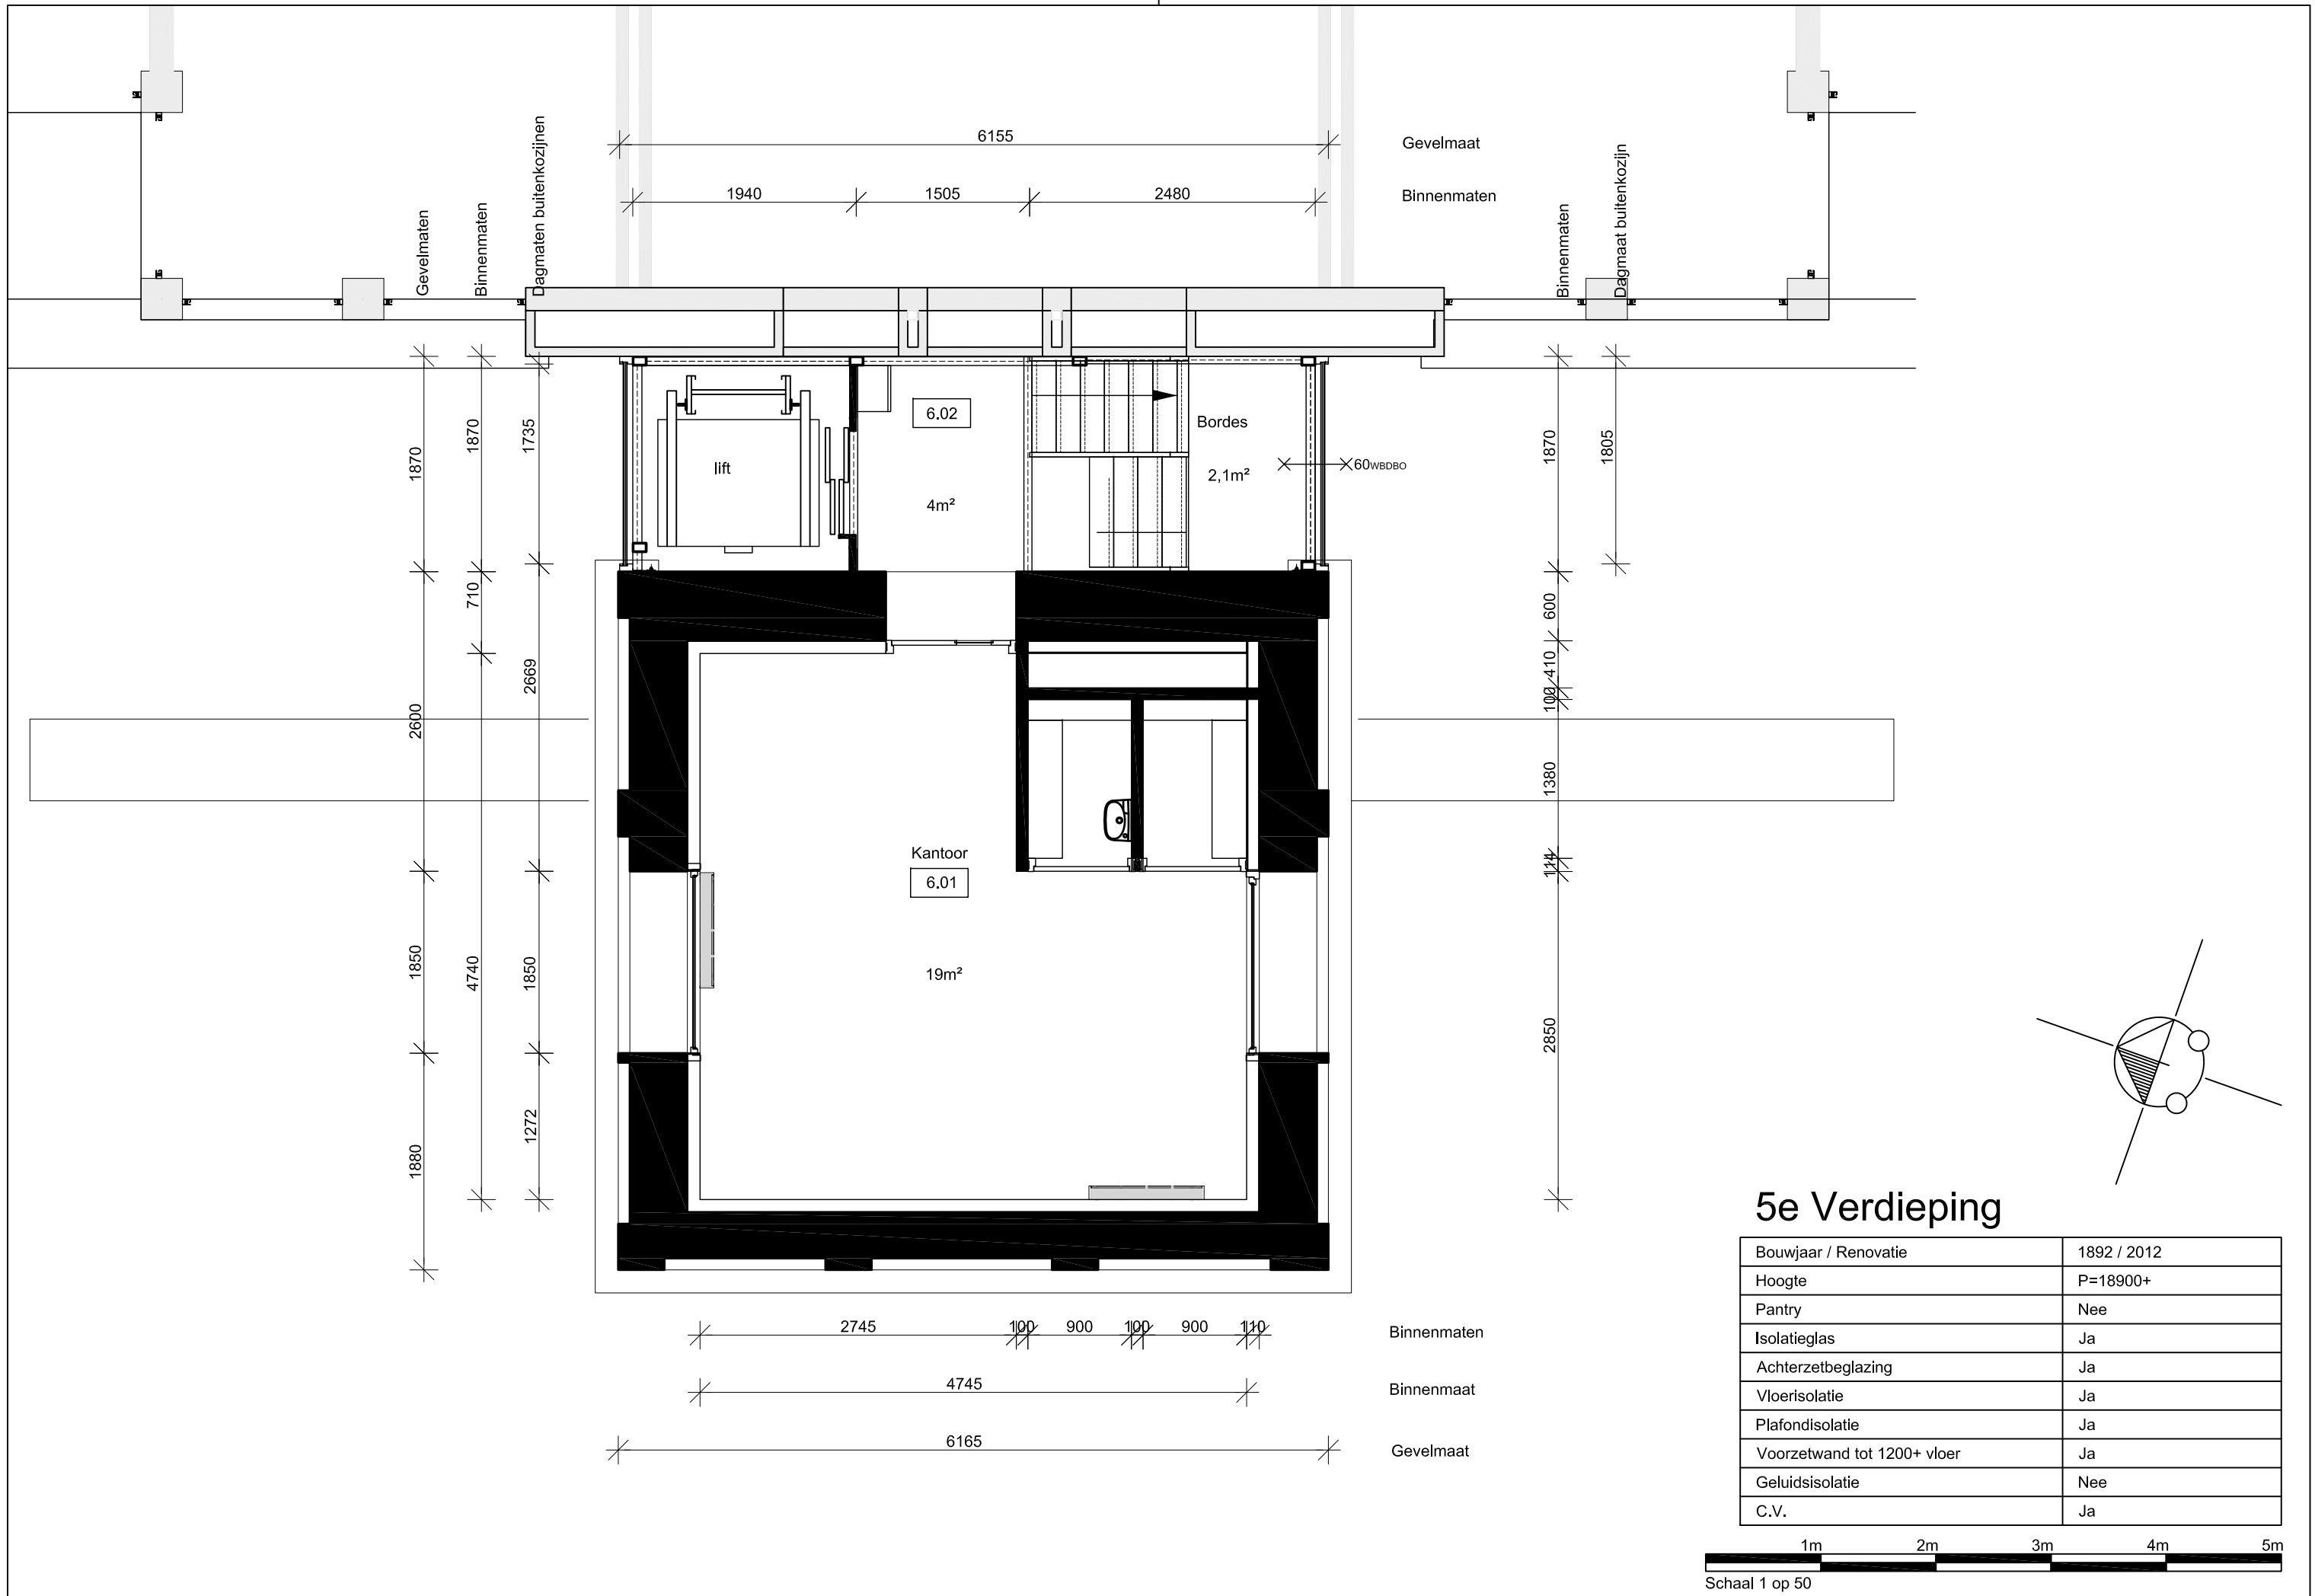 6155
Gevelmaat
1940
1505
2480
Binnenmaten
Gevelmaten
Binnenmaten
Dagmaten buitenkozijnen
Binnenmaten
Dagmaat buitenkozijn
1870
1870
1735
lift
6.02
4m²
Bordes
2,1m²
60WBDBO
1870
1805
710
600
2600
2669
410
100
1380
114
Kantoor
6.01
19m²
1850
4740
1850
2850
1880
1272
2745
100
900
100
900
110
Binnenmaten
4745
Binnenmaat
6165
Gevelmaat
5e Verdieping
Bouwjaar / Renovatie 1892 / 2012
Hoogte P=18900+
Pantry Nee
Isolatieglas Ja
Achterzetbeglazing Ja
Vloerisolatie Ja
Plafondisolatie Ja
Voorzetwand tot 1200+ vloer Ja
Geluidsisolatie Nee
C.V. Ja
1m 2m 3m 4m 5m
Schaal 1 op 50